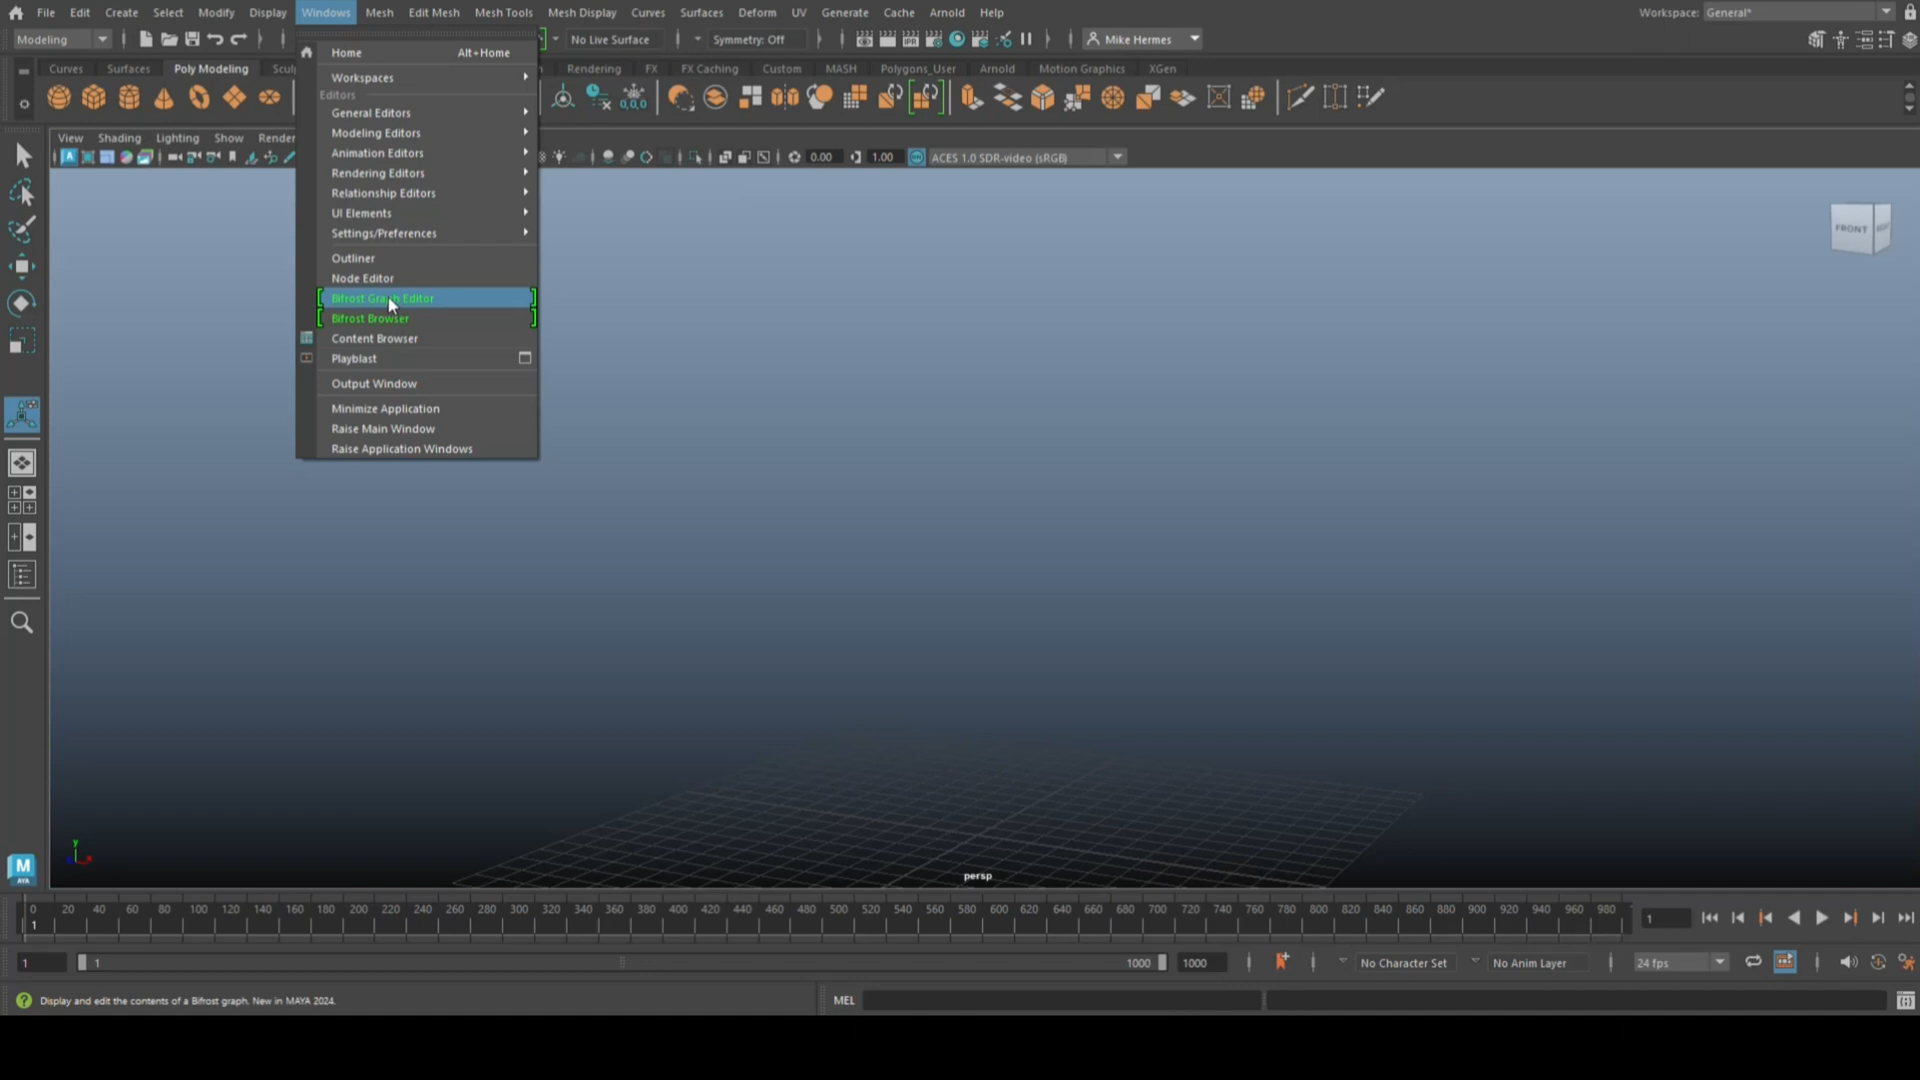 File Edit Create Select Modify Display Windows Mesh Edit Mesh Mesh Tools Mesh Display Curves Surfaces Deform UV Generate Cache Arnold Help Workspace: General*
Modeling No Live Surface Symmetry: Off Mike Hermes
Curves Surfaces Poly Modeling Rendering FX FX Caching Custom MASH Polygons_User Arnold Motion Graphics XGen
View Shading Lighting Show Render
0.00 1.00 ACES 1.0 SDR-video (sRGB)
Home Alt+Home
Workspaces
Editors
General Editors
Modeling Editors
Animation Editors
Rendering Editors
Relationship Editors
UI Elements
Settings/Preferences
Outliner
Node Editor
Bifrost Graph Editor
Bifrost Browser
Content Browser
Playblast
Output Window
Minimize Application
Raise Main Window
Raise Application Windows
FRONT
y
x
M
AYA
persp
0 20 40 60 80 100 120 140 160 180 200 220 240 260 280 300 320 340 360 380 400 420 440 460 480 500 520 540 560 580 600 620 640 660 680 700 720 740 760 780 800 820 840 860 880 900 920 940 960 980
1 1
1 1 1000 1000 No Character Set No Anim Layer 24 fps
Display and edit the contents of a Bifrost graph. New in MAYA 2024. MEL